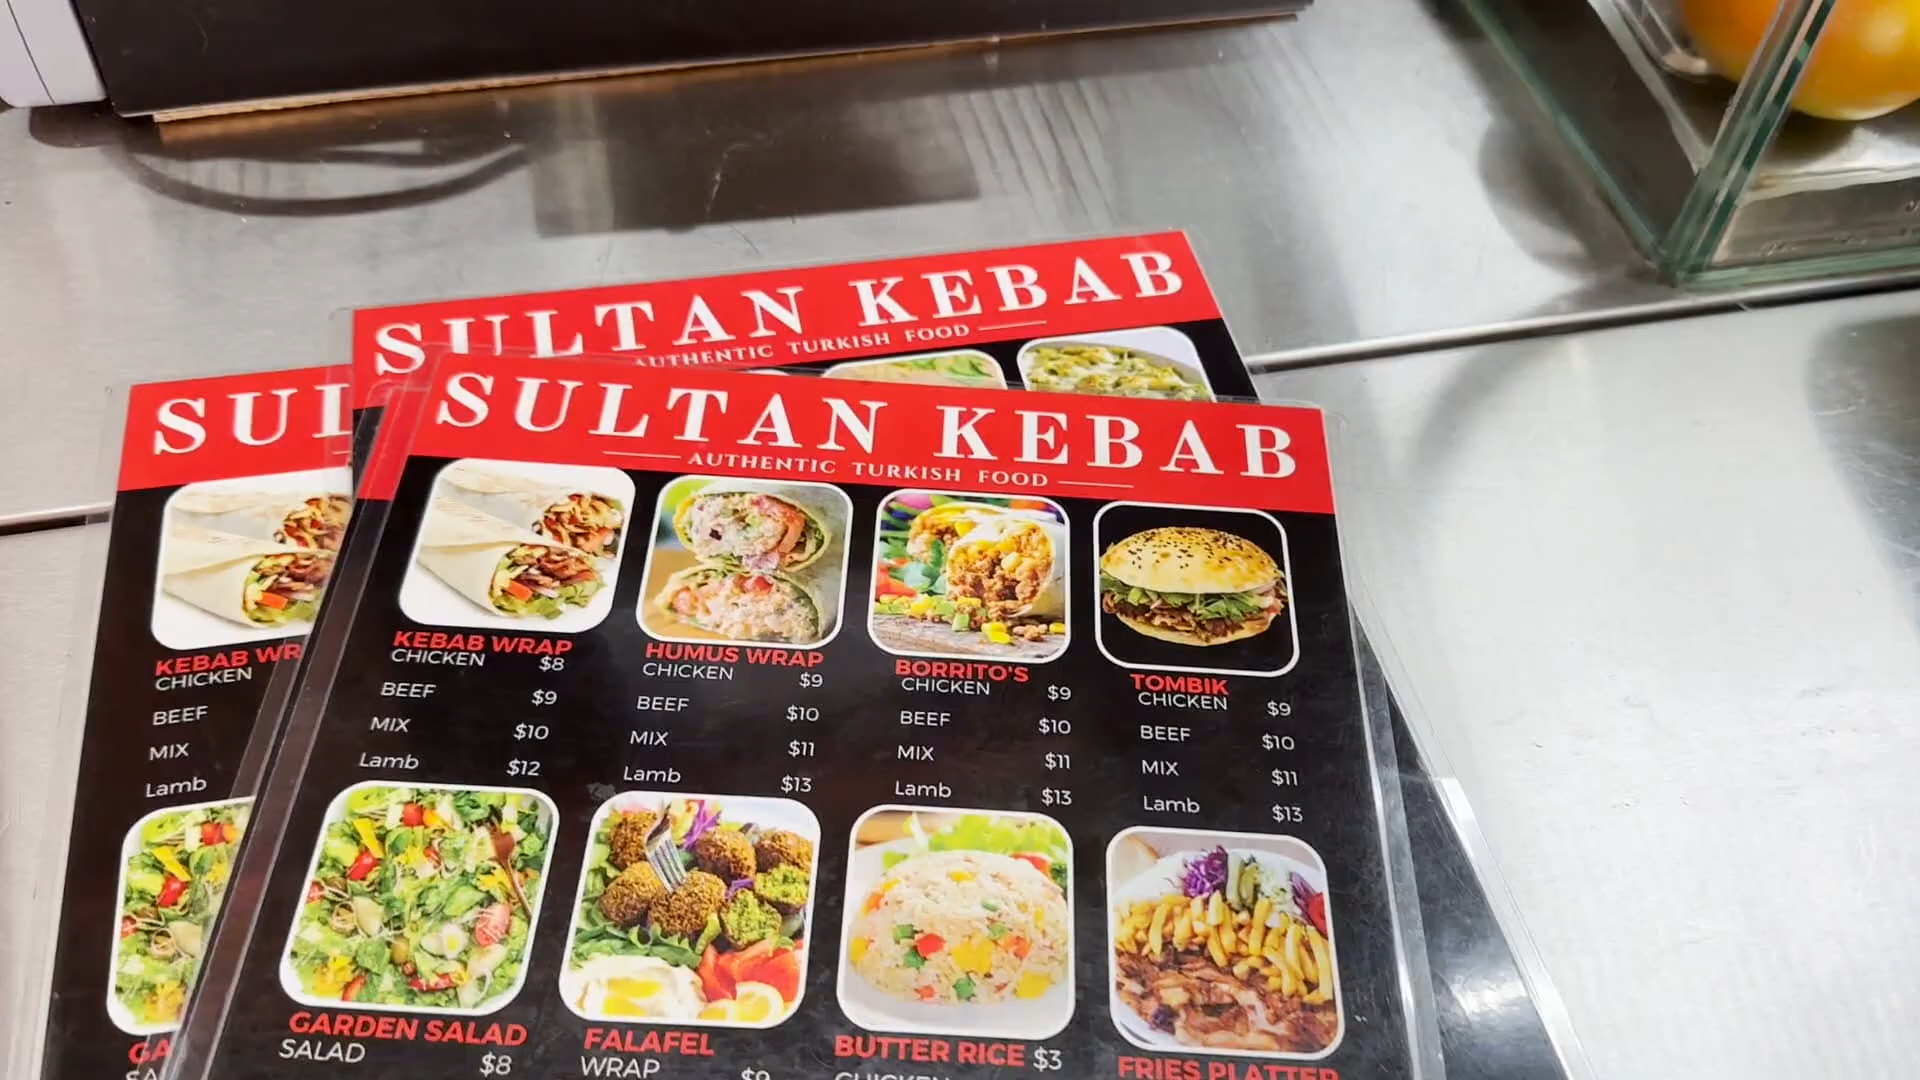 SULTAN KEBAB
AUTHENTIC TURKISH FOOD
SUL
KEBAB WR
CHICKEN
BEEF
MIX
Lamb
GA
SULTAN KEBAB
AUTHENTIC TURKISH FOOD
KEBAB WRAP
CHICKEN $8
BEEF $9
MIX $10
Lamb $12
HUMUS WRAP
CHICKEN $9
BEEF $10
MIX $11
Lamb $13
BORRITO'S
CHICKEN $9
BEEF $10
MIX $11
Lamb $13
TOMBIK
CHICKEN $9
BEEF $10
MIX $11
Lamb $13
GARDEN SALAD
SALAD $8
FALAFEL
WRAP $9
BUTTER RICE $3
CHICKEN
FRIES PLATTER